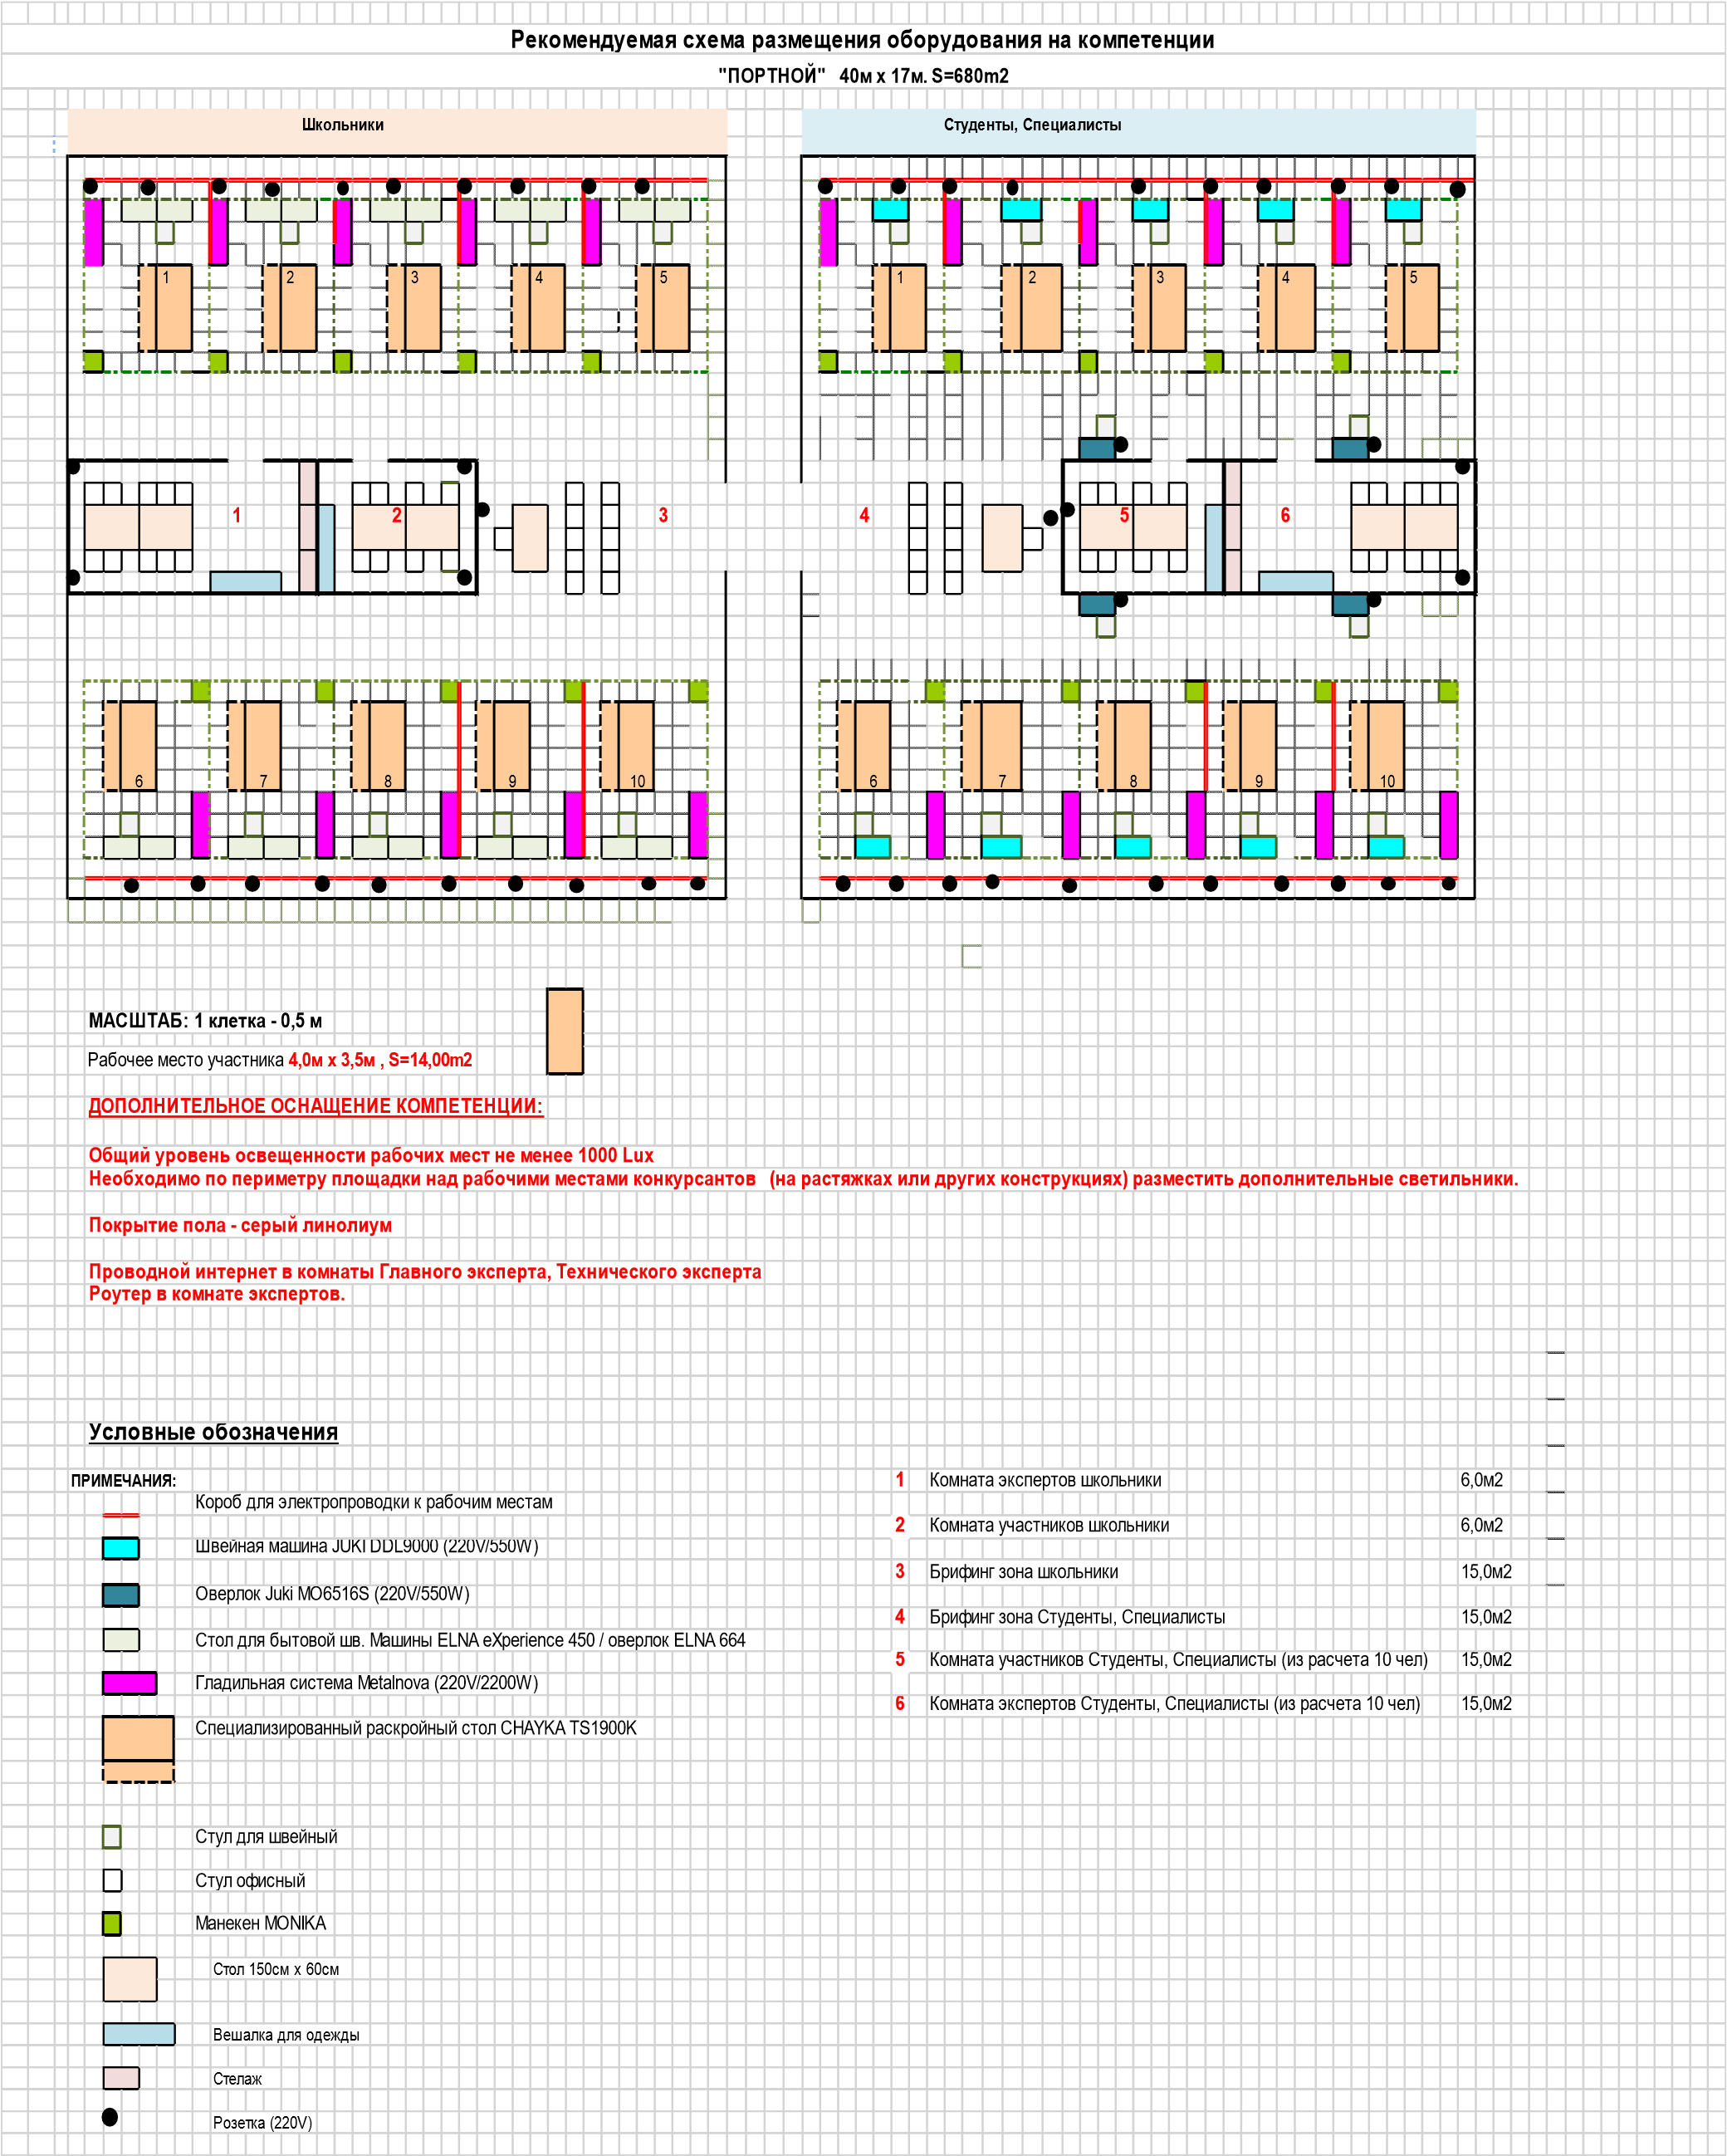 Рекомендуемая схема размещения оборудования на компетенции
"ПОРТНОЙ" 40м х 17м. S=680m2
Школьники
Студенты, Специалисты
1 2 3 4 5
1 2 3 4 5
1 2 3 4 5 6
6 7 8 9 10
6 7 8 9 10
МАСШТАБ: 1 клетка - 0,5 м
Рабочее место участника 4,0м х 3,5м , S=14,00m2
ДОПОЛНИТЕЛЬНОЕ ОСНАЩЕНИЕ КОМПЕТЕНЦИИ:
Общий уровень освещенности рабочих мест не менее 1000 Lux
Необходимо по периметру площадки над рабочими местами конкурсантов (на растяжках или других конструкциях) разместить дополнительные светильники.
Покрытие пола - серый линолиум
Проводной интернет в комнаты Главного эксперта, Технического эксперта
Роутер в комнате экспертов.
Условные обозначения
ПРИМЕЧАНИЯ:
Короб для электропроводки к рабочим местам
Швейная машина JUKI DDL9000 (220V/550W)
Оверлок Juki MO6516S (220V/550W)
Стол для бытовой шв. Машины ELNA eXperience 450 / оверлок ELNA 664
Гладильная система Metalnova (220V/2200W)
Специализированный раскройный стол CHAYKA TS1900K
Стул для швейный
Стул офисный
Манекен MONIKA
Стол 150см х 60см
Вешалка для одежды
Стелаж
Розетка (220V)
1 Комната экспертов школьники 6,0м2
2 Комната участников школьники 6,0м2
3 Брифинг зона школьники 15,0м2
4 Брифинг зона Студенты, Специалисты 15,0м2
5 Комната участников Студенты, Специалисты (из расчета 10 чел) 15,0м2
6 Комната экспертов Студенты, Специалисты (из расчета 10 чел) 15,0м2